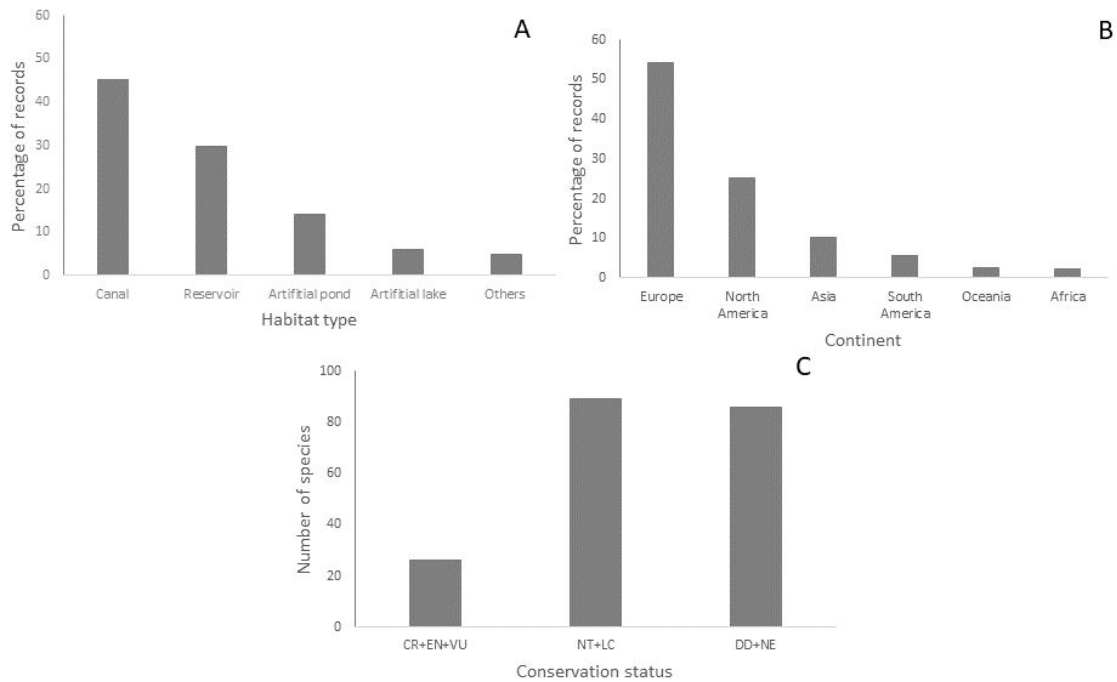 A
Percentage of records
60
50
40
30
20
10
0
Canal
Reservoir
Artifitial pond
Artifitial lake
Others
Habitat type
B
Percentage of records
60
50
40
30
20
10
0
Europe
North
America
Asia
South
America
Oceania
Africa
Continent
C
Number of species
100
80
60
40
20
0
CR+EN+VU
NT+LC
DD+NE
Conservation status